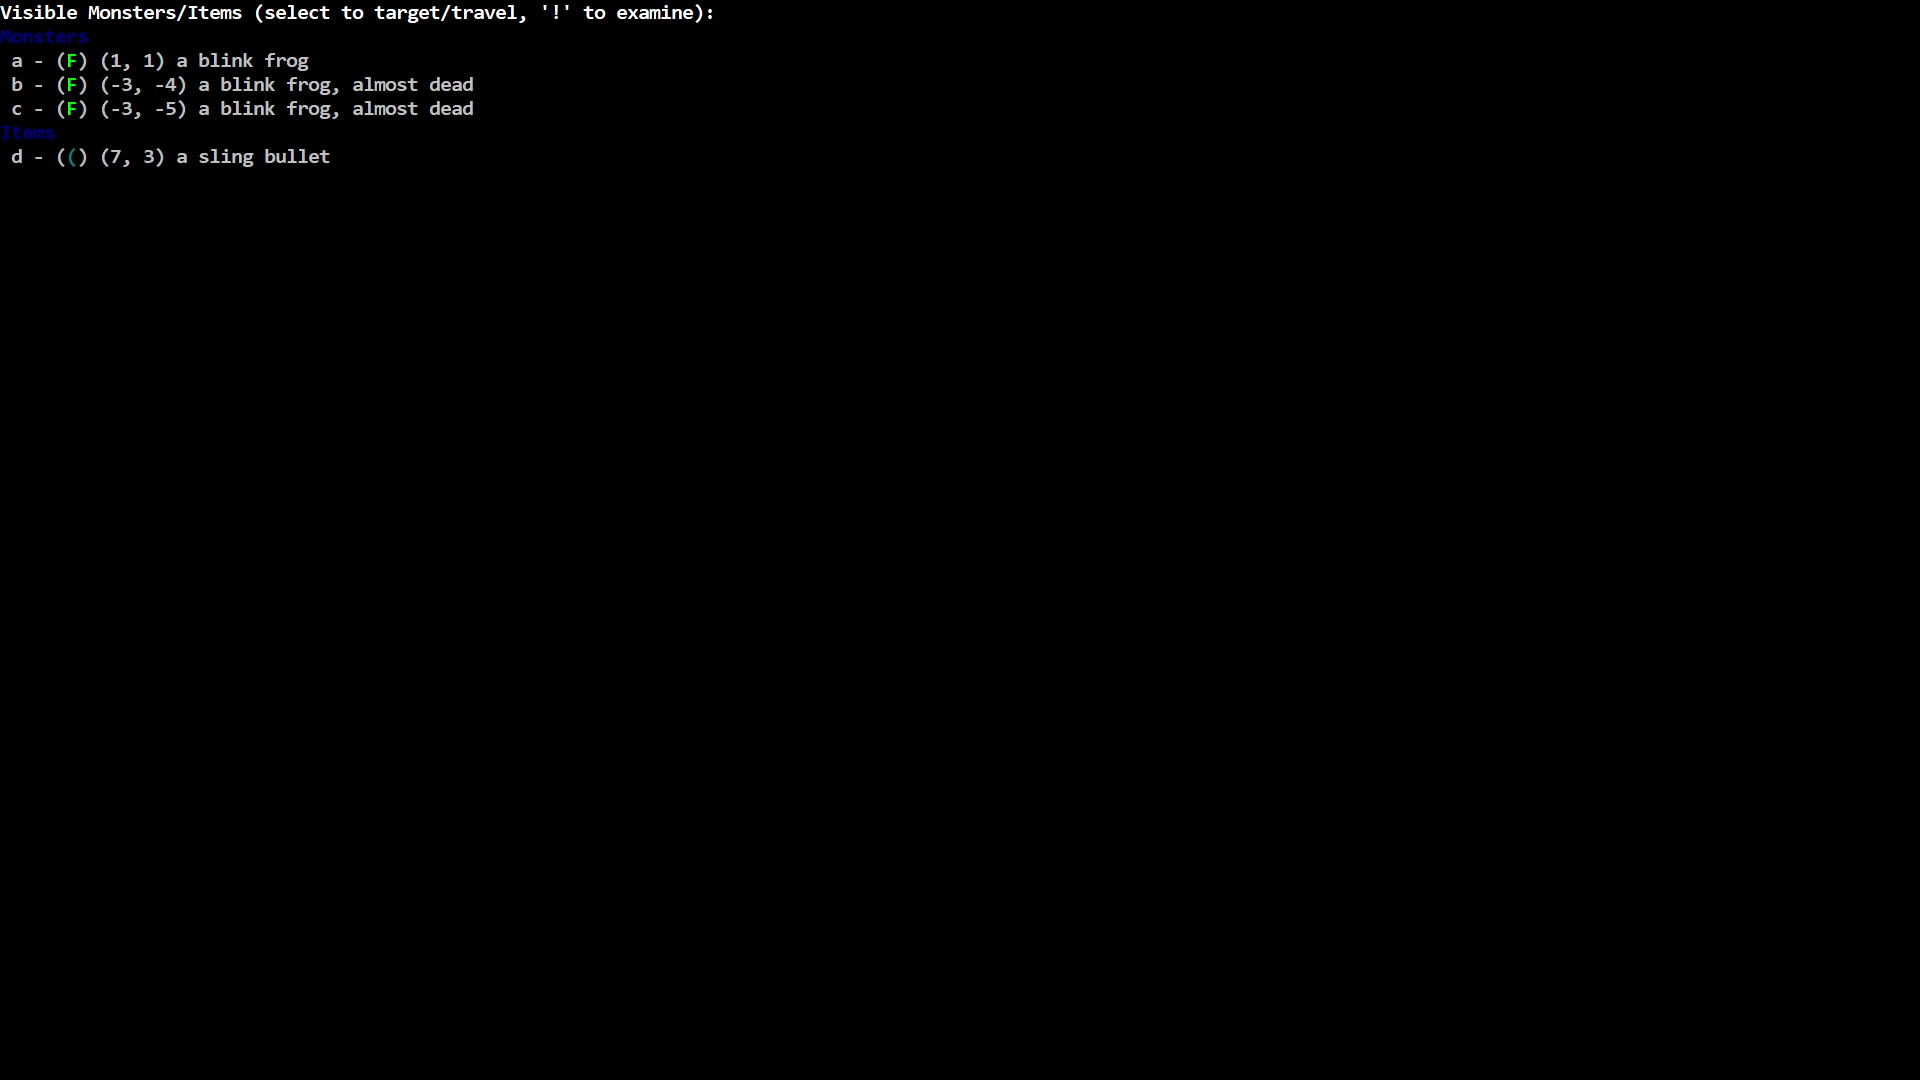 Visible Monsters/Items (select to target/travel, '!' to examine):
Monsters
a - (F) (1, 1) a blink frog
b - (F) (-3, -4) a blink frog, almost dead
c - (F) (-3, -5) a blink frog, almost dead
Items
d - (() (7, 3) a sling bullet